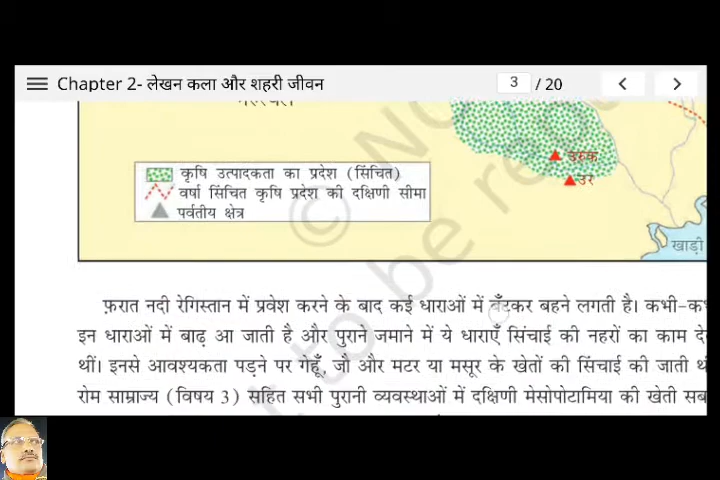 Chapter 2- लेखन कला और शहरी जीवन
3 / 20
उरुक
उर
कृषि उत्पादकता का प्रदेश (सिंचित)
वर्षा सिंचित कृषि प्रदेश की दक्षिणी सीमा
पर्वतीय क्षेत्र
खाड़ी
फ़रात नदी रेगिस्तान में प्रवेश करने के बाद कई धाराओं में बँटकर बहने लगती है। कभी-
इन धाराओं में बाढ़ आ जाती है और पुराने जमाने में ये धाराएँ सिंचाई की नहरों का काम
थीं। इनसे आवश्यकता पड़ने पर गेहूँ, जौ और मटर या मसूर के खेतों की सिंचाई की जाती
रोम साम्राज्य (विषय 3) सहित सभी पुरानी व्यवस्थाओं में दक्षिणी मेसोपोटामिया की खेती